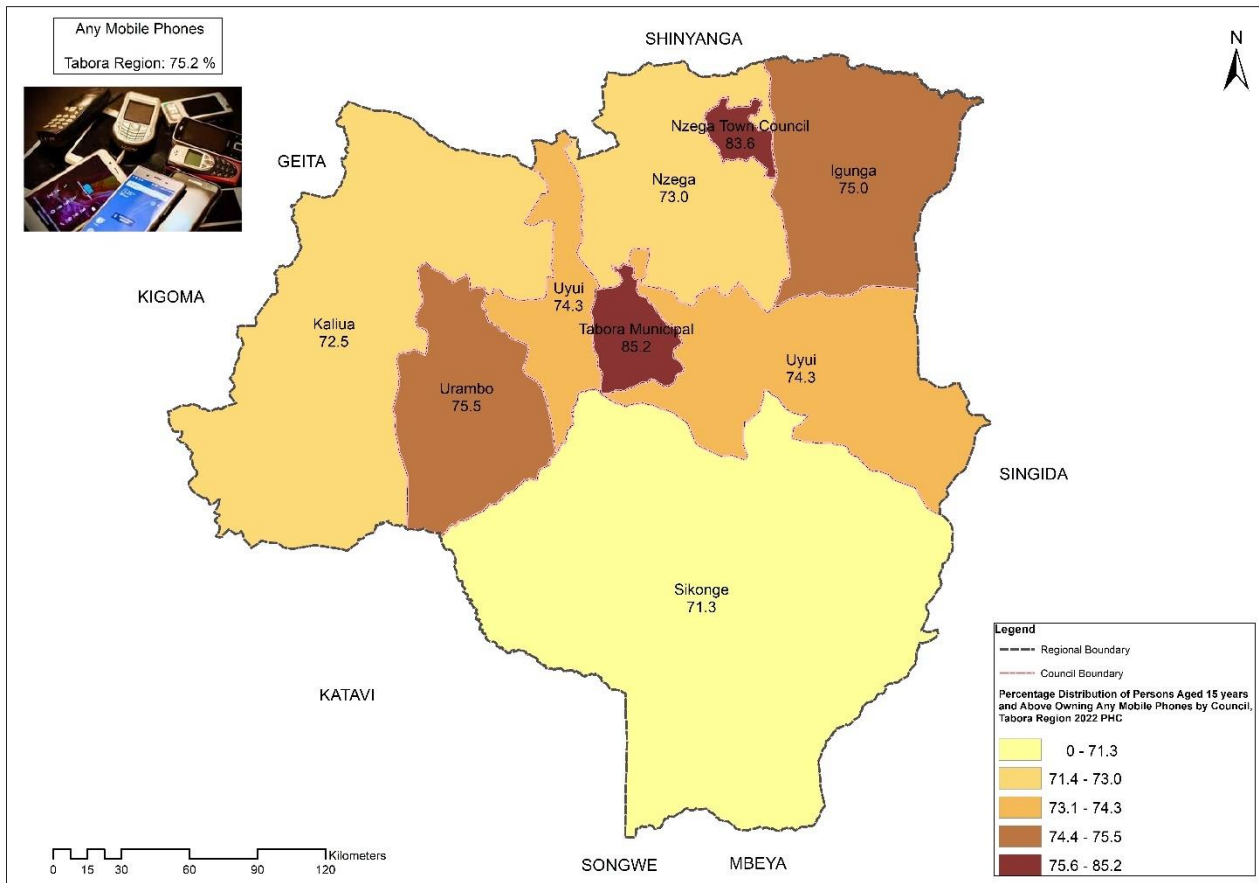 Any Mobile Phones
Tabora Region: 75.2 %
SHINYANGA
N
GEITA
Nzega Town Council
83.6
Nzega
73.0
Igunga
75.0
KIGOMA
Uyui
74.3
Kaliua
72.5
Tabora Municipal
85.2
Uyui
74.3
Urambo
75.5
SINGIDA
Sikonge
71.3
KATAVI
Legend
Regional Boundary
Council Boundary
Percentage Distribution of Persons Aged 15 years
and Above Owning Any Mobile Phones by Council,
Tabora Region 2022 PHC
0 - 71.3
71.4 - 73.0
73.1 - 74.3
74.4 - 75.5
75.6 - 85.2
Kilometers
0 15 30 60 90 120
SONGWE
MBEYA